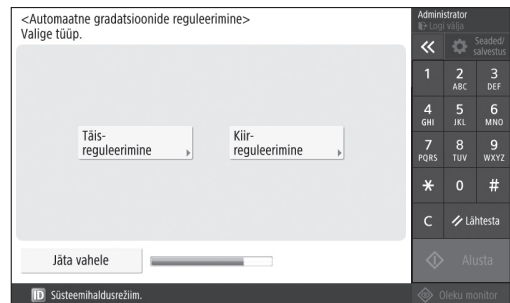 <Automaatne gradatsioonide reguleerimine>
Valige tüüp.
Täis-
reguleerimine
Kiir-
reguleerimine
Jäta vahele
ID Süsteemihaldusrežiim.
Administrator
Logi välja
Seaded/
salvestus
1 2 3
ABC DEF
4 5 6
GHI JKL MNO
7 8 9
PQRS TUV WXYZ
* 0 #
C Lähtesta
Alusta
Oleku monitor